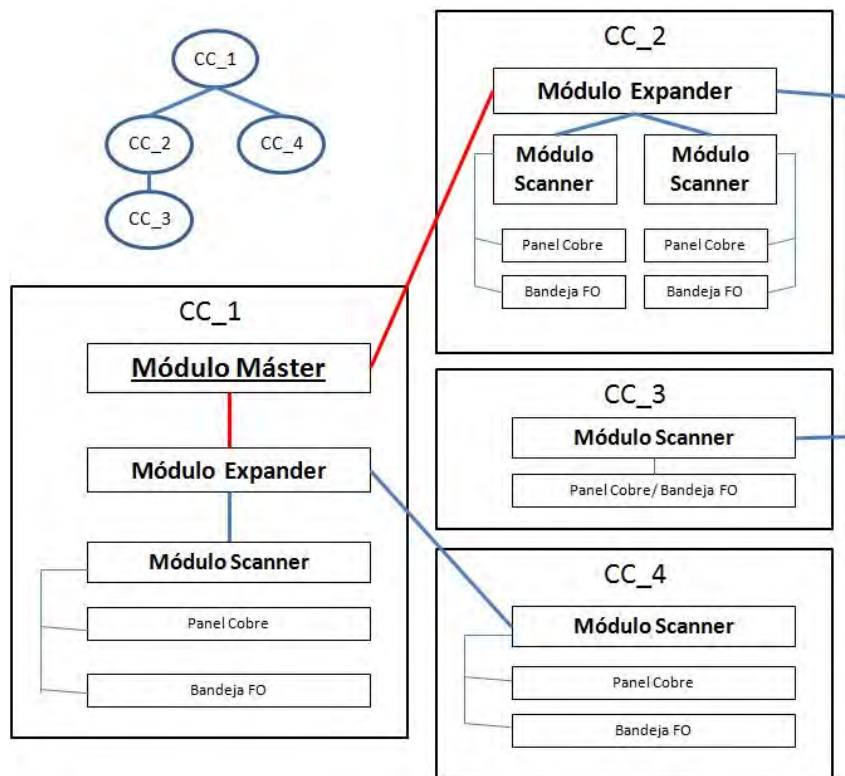 CC_1
CC_2
CC_4
CC_3
CC_2
Módulo Expander
Módulo
Scanner
Módulo
Scanner
Panel Cobre
Panel Cobre
Bandeja FO
Bandeja FO
CC_1
Módulo Máster
Módulo Expander
Módulo Scanner
Panel Cobre
Bandeja FO
CC_3
Módulo Scanner
Panel Cobre/ Bandeja FO
CC_4
Módulo Scanner
Panel Cobre
Bandeja FO